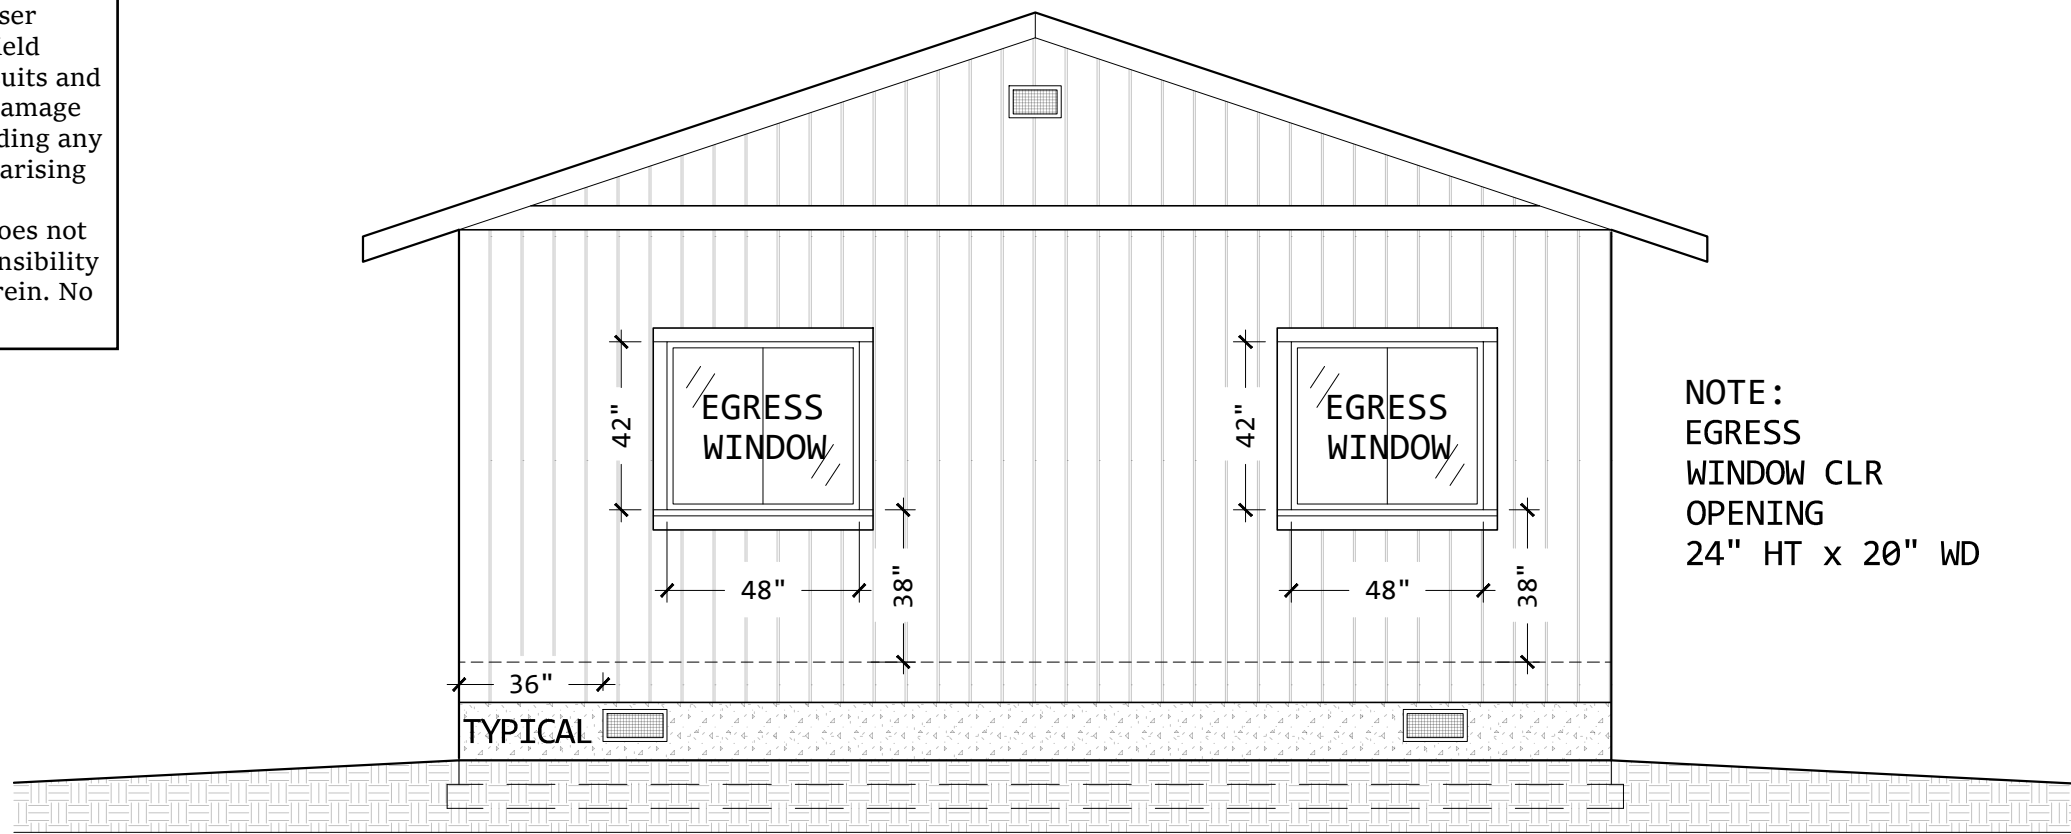 ser
ield
uits and
amage
ding any
arising
oes not
nsibility
rein. No
EGRESS
WINDOW
42"
48"
38"
EGRESS
WINDOW
42"
48"
38"
36"
TYPICAL
NOTE:
EGRESS
WINDOW CLR
OPENING
24" HT x 20" WD